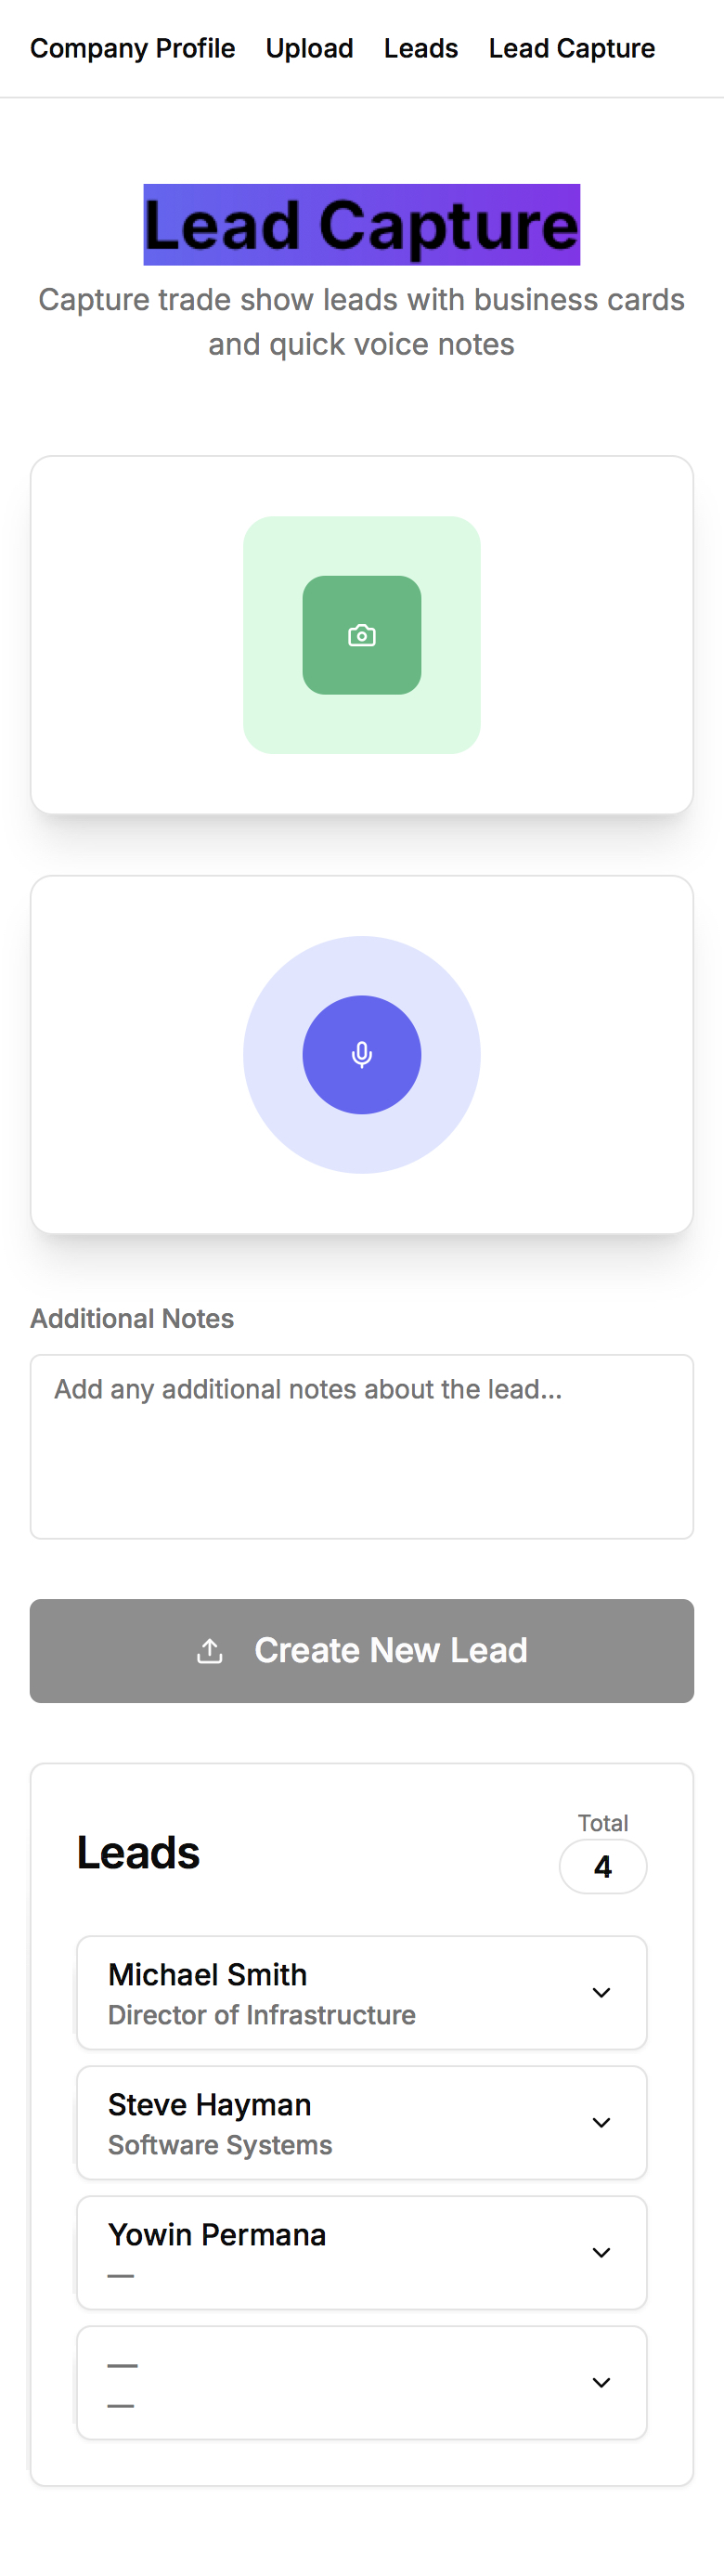 Company Profile Upload Leads Lead Capture
Lead Capture
Capture trade show leads with business cards
and quick voice notes
Additional Notes
Add any additional notes about the lead...
Create New Lead
Total
Leads
4
Michael Smith
Director of Infrastructure
Steve Hayman
Software Systems
Yowin Permana
—
—
—